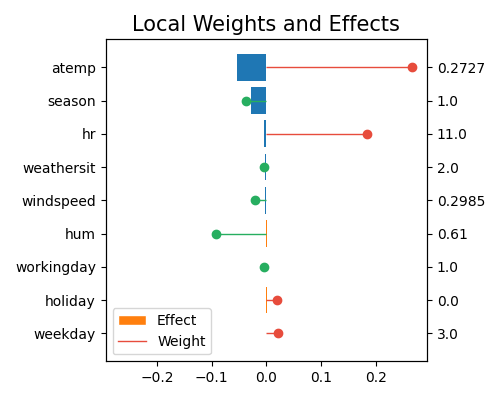 Local Weights and Effects
atemp 0.2727
season 1.0
hr 11.0
weathersit 2.0
windspeed 0.2985
hum 0.61
workingday 1.0
holiday 0.0
weekday 3.0
Effect
Weight
−0.2 −0.1 0.0 0.1 0.2